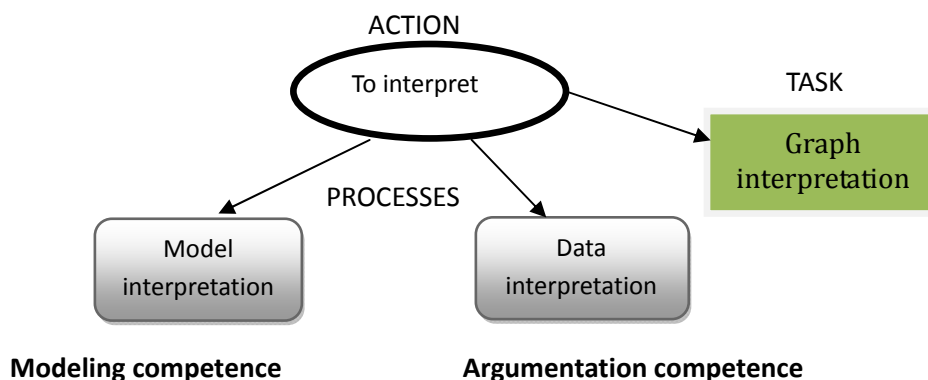 ACTION
To interpret
TASK
Graph
interpretation
PROCESSES
Model
interpretation
Data
interpretation
Modeling competence
Argumentation competence